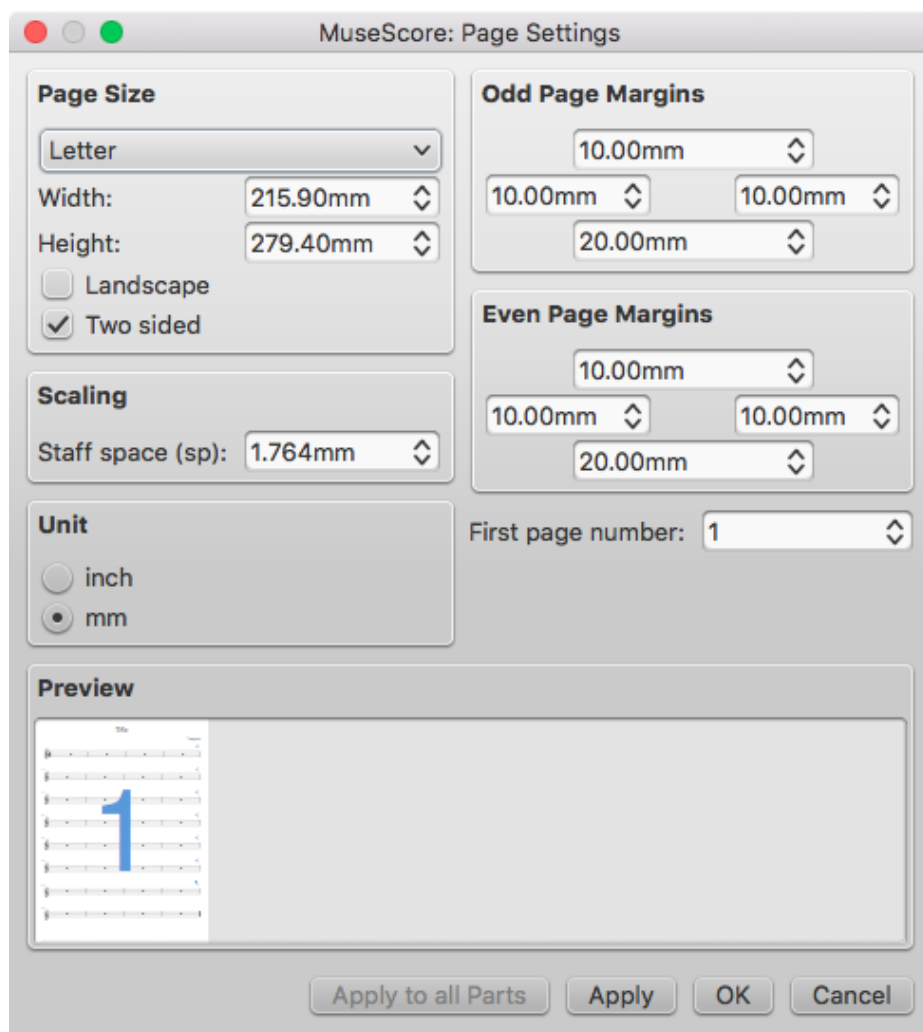 MuseScore: Page Settings
Page Size
Letter
Width: 215.90mm
Height: 279.40mm
Landscape
Two sided
Scaling
Staff space (sp): 1.764mm
Unit
inch
mm
Odd Page Margins
10.00mm
10.00mm 10.00mm
20.00mm
Even Page Margins
10.00mm
10.00mm 10.00mm
20.00mm
First page number: 1
Preview
Title
1
Apply to all Parts Apply OK Cancel